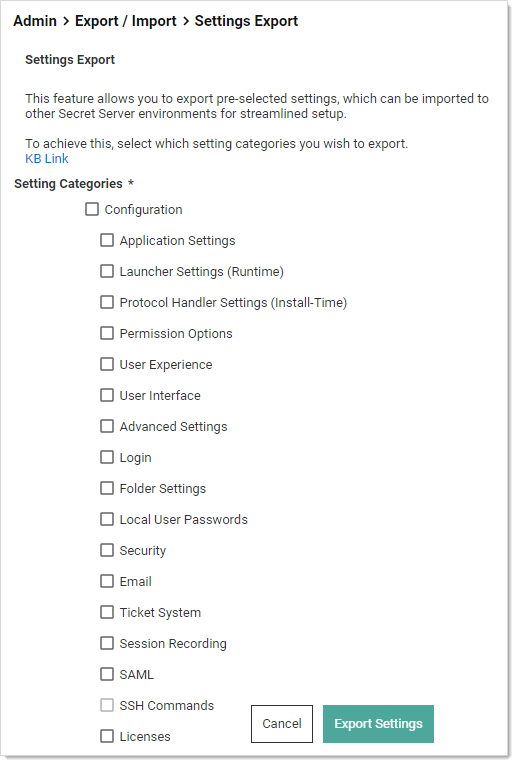 Admin > Export / Import > Settings Export
Settings Export
This feature allows you to export pre-selected settings, which can be imported to
other Secret Server environments for streamlined setup.
To achieve this, select which setting categories you wish to export.
KB Link
Setting Categories *
Configuration
Application Settings
Launcher Settings (Runtime)
Protocol Handler Settings (Install-Time)
Permission Options
User Experience
User Interface
Advanced Settings
Login
Folder Settings
Local User Passwords
Security
Email
Ticket System
Session Recording
SAML
SSH Commands
Cancel
Export Settings
Licenses